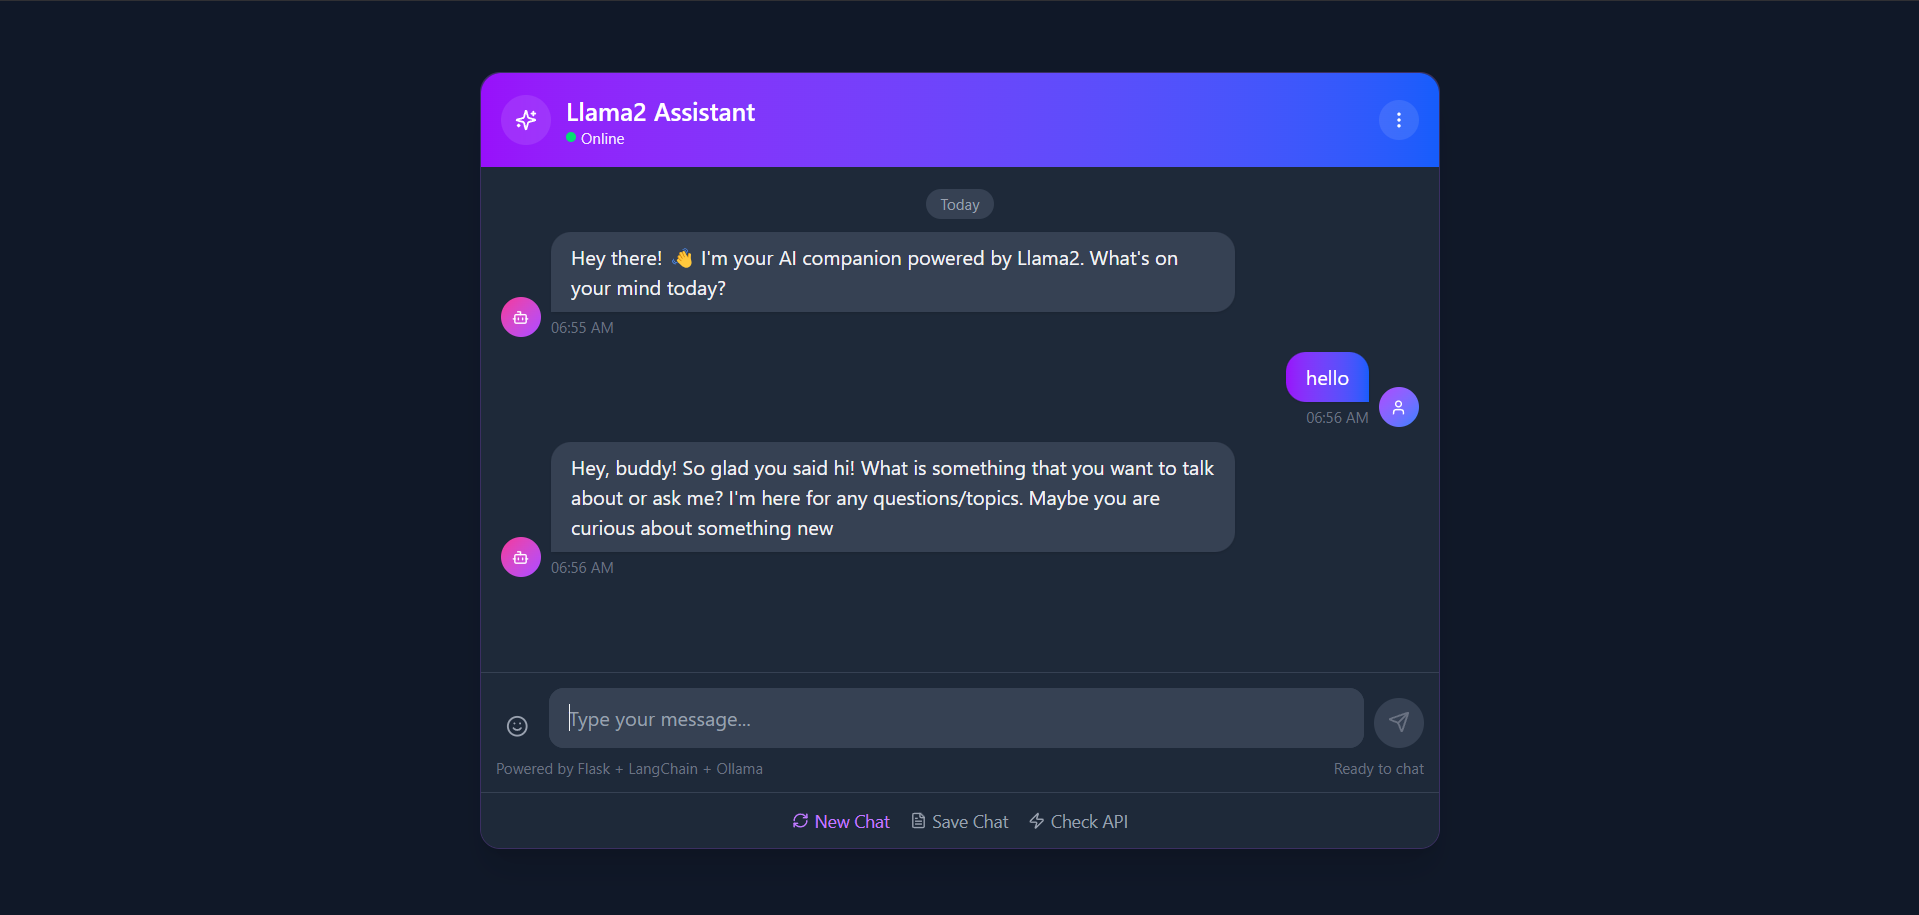 Llama2 Assistant
Online
Today
Hey there! 👋 I'm your AI companion powered by Llama2. What's on
your mind today?
06:55 AM
hello
06:56 AM
Hey, buddy! So glad you said hi! What is something that you want to talk
about or ask me? I'm here for any questions/topics. Maybe you are
curious about something new
06:56 AM
Type your message...
Powered by Flask + LangChain + Ollama
Ready to chat
New Chat
Save Chat
Check API